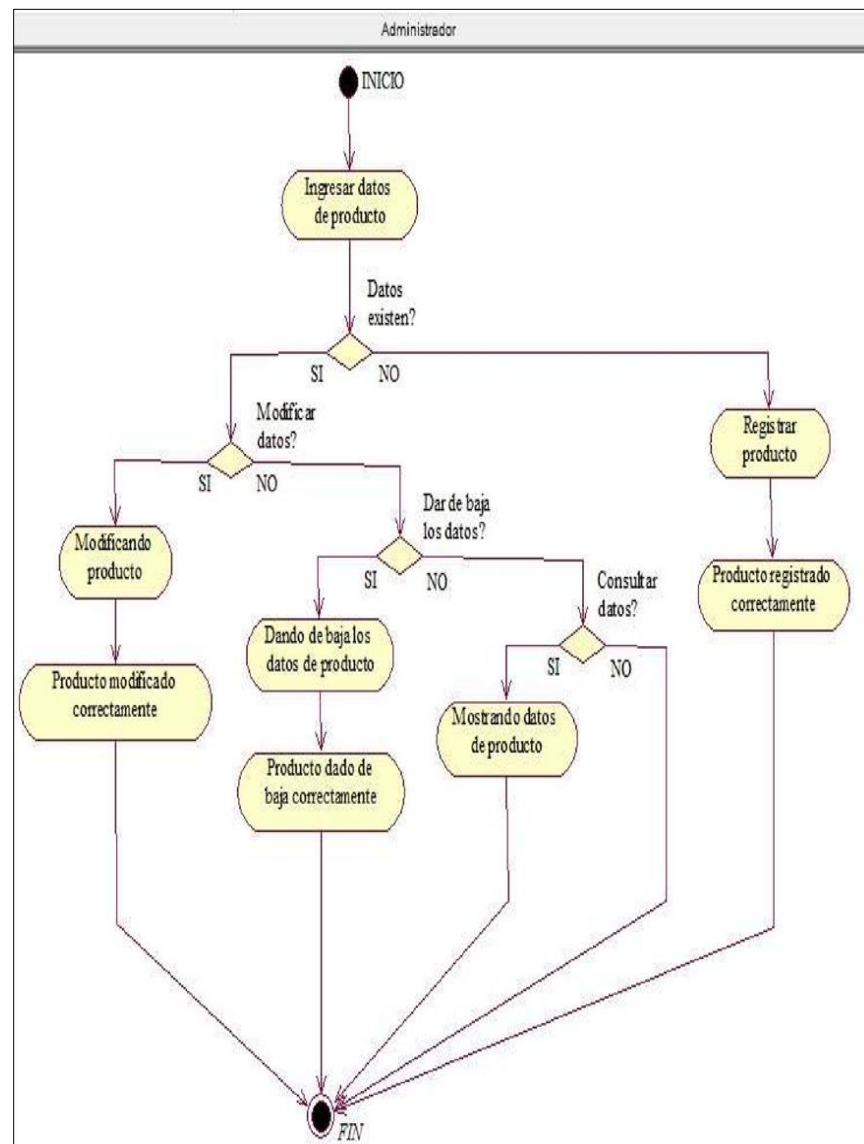 Administrador
INICIO
Ingresar datos
de producto
Datos
existen?
SI
NO
Modificar
datos?
SI
NO
Registrar
producto
Dar de baja
los datos?
SI
NO
Modificando
producto
Consultar
datos?
SI
NO
Producto registrado
correctamente
Dando de baja los
datos de producto
Producto modificado
correctamente
Mostrando datos
de producto
Producto dado de
baja correctamente
FIN